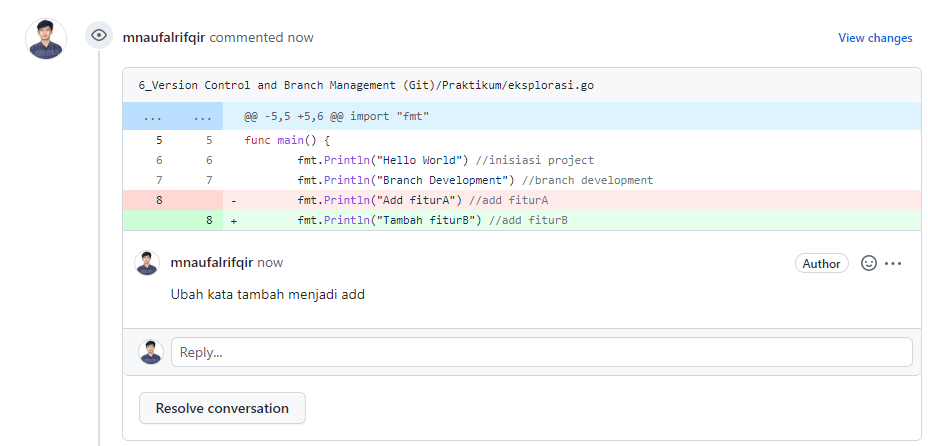 mnaufalrifqir commented now
View changes
6_Version Control and Branch Management (Git)/Praktikum/eksplorasi.go
... ... @@ -5,5 +5,6 @@ import "fmt"
5 5 func main() {
6 6 fmt.Println("Hello World") //inisiasi project
7 7 fmt.Println("Branch Development") //branch development
8 - fmt.Println("Add fiturA") //add fiturA
8 + fmt.Println("Tambah fiturB") //add fiturB
mnaufalrifqir now
Author
Ubah kata tambah menjadi add
Reply...
Resolve conversation